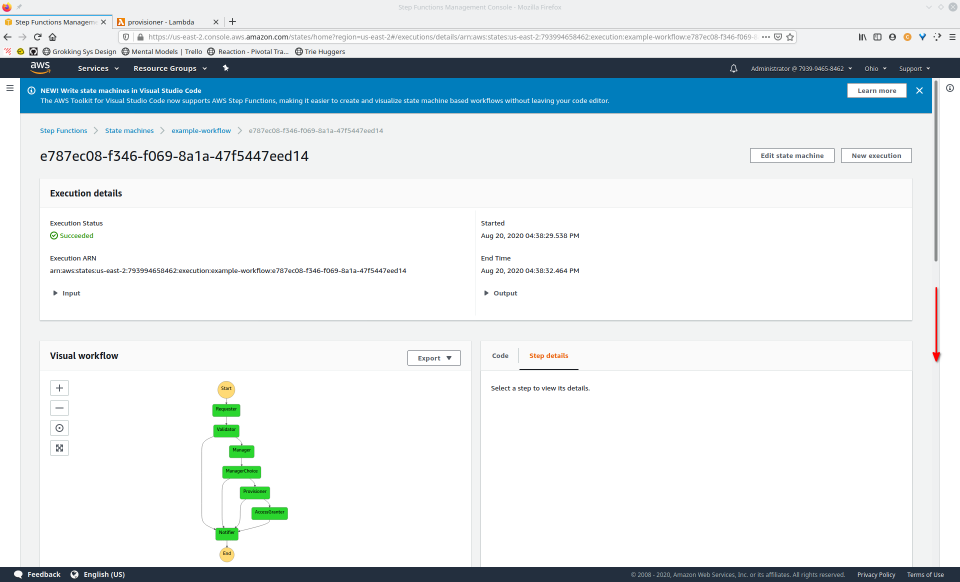 Step Functions Management Console - Mozilla Firefox
Step Functions Manageme
provisioner - Lambda
https://us-east-2.console.aws.amazon.com/states/home?region=us-east-2#/executions/details/arn:aws:states:us-east-2:793994658462:execution:example-workflow:e787ec08-f346-f069-
Grokking Sys Design
Mental Models | Trello
Reaction - Pivotal Tra...
Trie Huggers
aws
Services
Resource Groups
Administrator @ 7939-9465-8462
Ohio
Support
NEW! Write state machines in Visual Studio Code
The AWS Toolkit for Visual Studio Code now supports AWS Step Functions, making it easier to create and visualize state machine based workflows without leaving your code editor.
Learn more
Step Functions
State machines
example-workflow
e787ec08-f346-f069-8a1a-47f5447eed14
e787ec08-f346-f069-8a1a-47f5447eed14
Edit state machine
New execution
Execution details
Execution Status
Succeeded
Execution ARN
arn:aws:states:us-east-2:793994658462:execution:example-workflow:e787ec08-f346-f069-8a1a-47f5447eed14
Input
Started
Aug 20, 2020 04:38:29.538 PM
End Time
Aug 20, 2020 04:38:32.464 PM
Output
Visual workflow
Export
Start
Requester
Validator
Manager
ManagerChoice
Provisioner
AccessGranter
Notifier
End
Code
Step details
Select a step to view its details.
Feedback
English (US)
© 2008 - 2020, Amazon Web Services, Inc. or its affiliates. All rights reserved.
Privacy Policy
Terms of Use